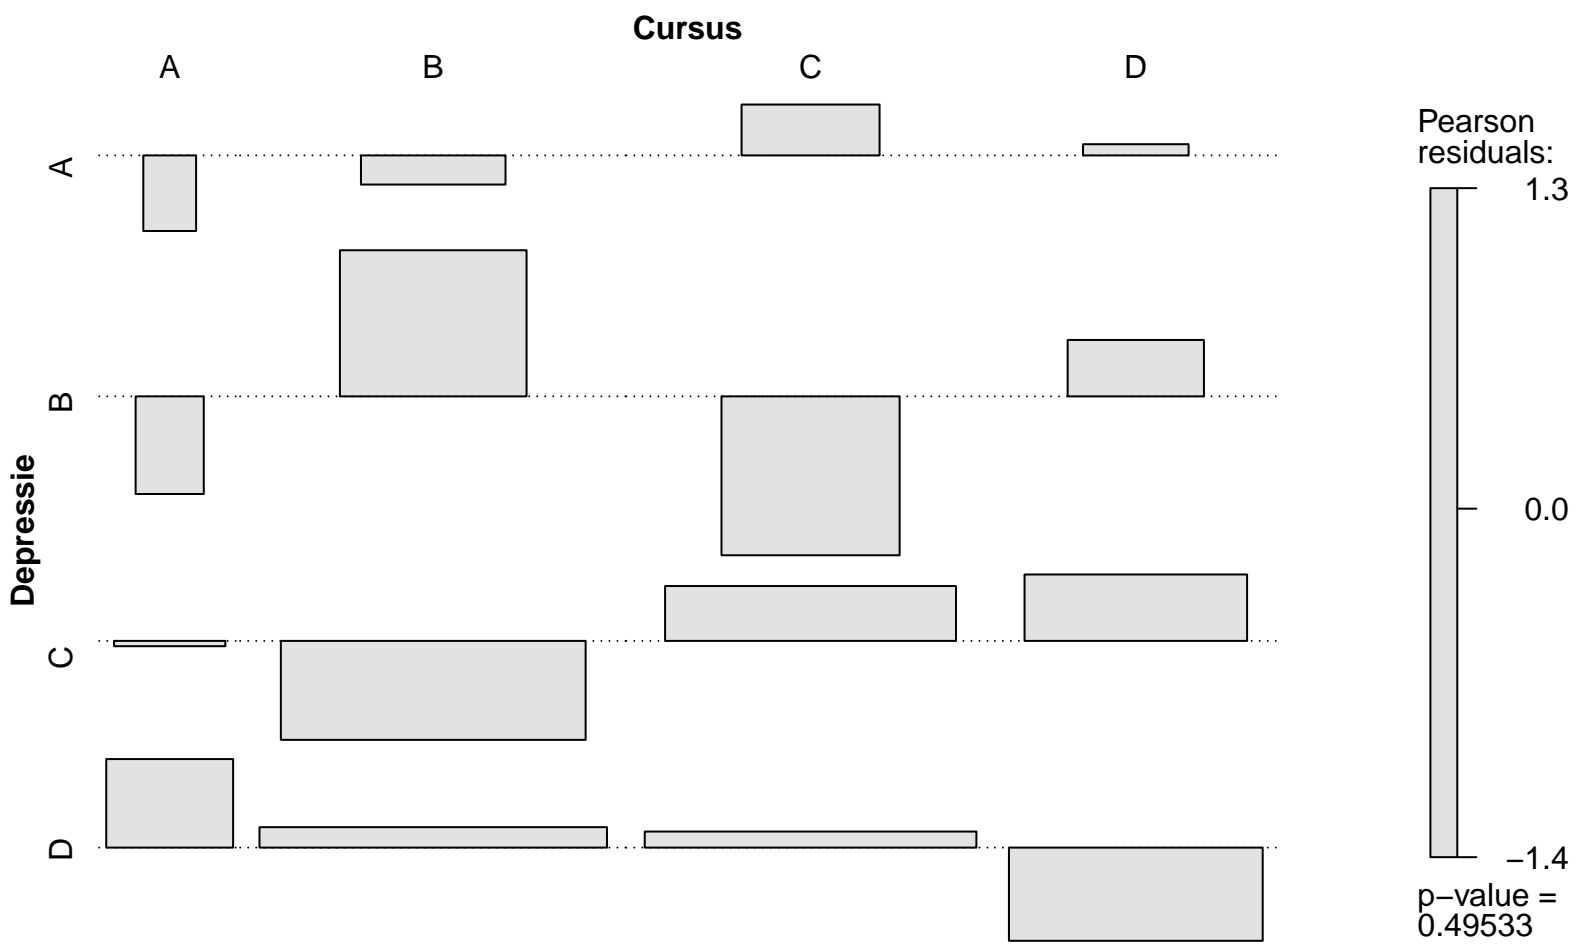 Cursus
A B C D
A
B
C
D
Depressie
Pearson
residuals:
1.3
0.0
−1.4
p−value =
0.49533